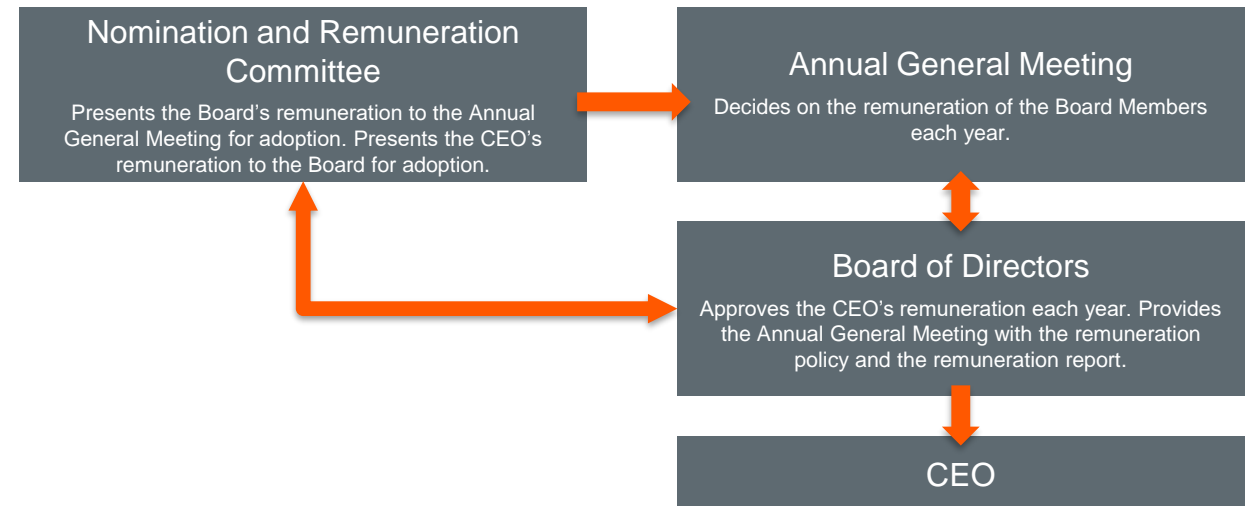 Nomination and Remuneration
Committee
Presents the Board’s remuneration to the Annual
General Meeting for adoption. Presents the CEO’s
remuneration to the Board for adoption.
Annual General Meeting
Decides on the remuneration of the Board Members
each year.
Board of Directors
Approves the CEO’s remuneration each year. Provides
the Annual General Meeting with the remuneration
policy and the remuneration report.
CEO